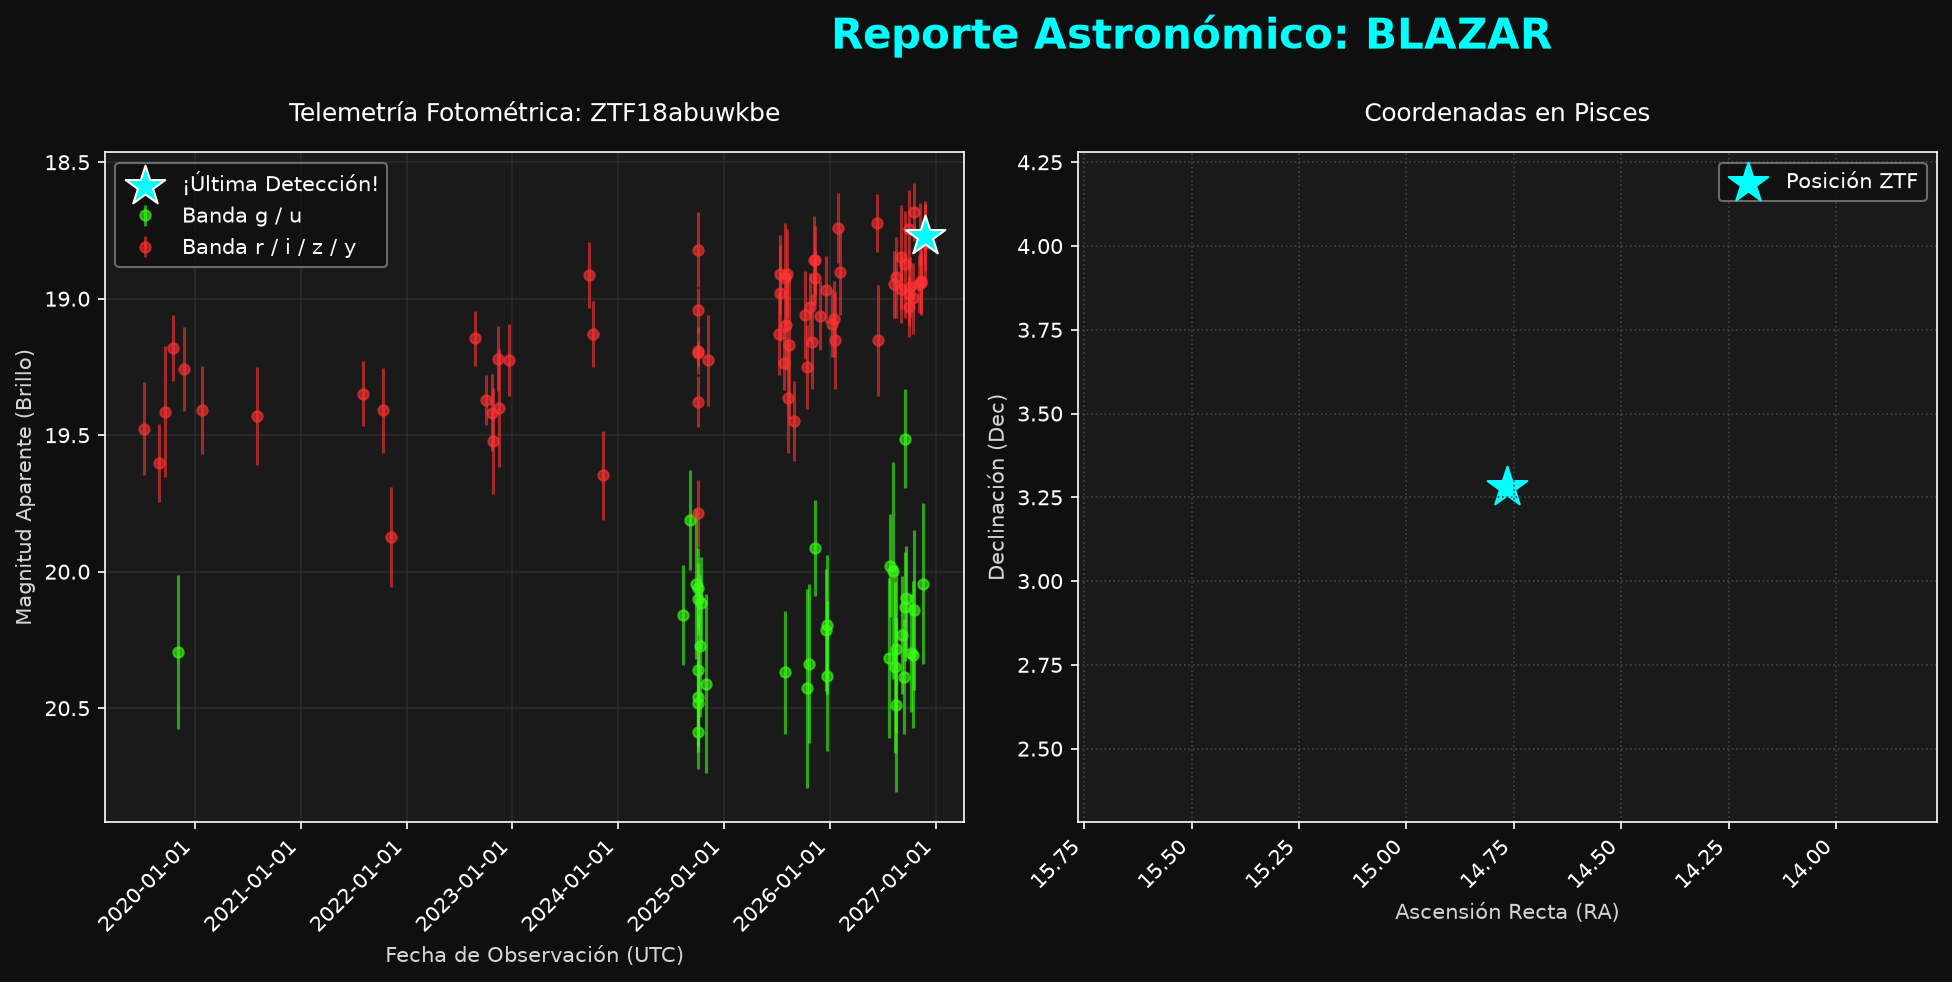 Reporte Astronómico: BLAZAR
Telemetría Fotométrica: ZTF18abuwkbe
¡Última Detección!
Banda g / u
Banda r / i / z / y
Magnitud Aparente (Brillo)
18.5
19.0
19.5
20.0
20.5
2020-01-01
2021-01-01
2022-01-01
2023-01-01
2024-01-01
2025-01-01
2026-01-01
2027-01-01
Fecha de Observación (UTC)
Coordenadas en Pisces
Posición ZTF
Declinación (Dec)
4.25
4.00
3.75
3.50
3.25
3.00
2.75
2.50
15.75
15.50
15.25
15.00
14.75
14.50
14.25
14.00
Ascensión Recta (RA)